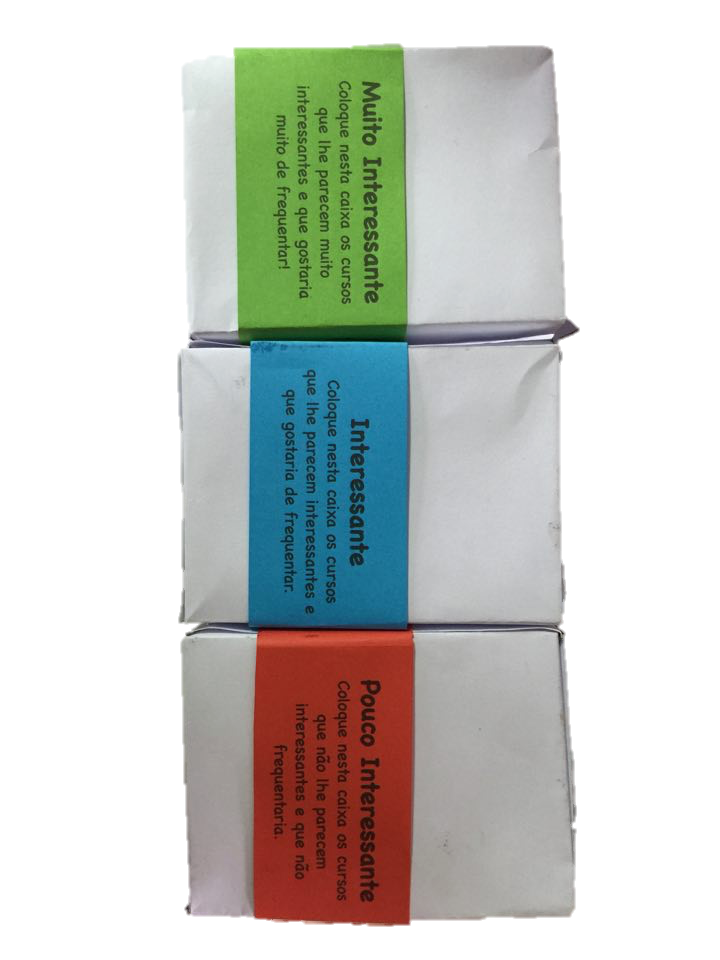 Muito Interessante
Coloque nesta caixa os cursos
que lhe parecem muito
interessantes e que gostaria
muito de frequentar!
Interessante
Coloque nesta caixa os cursos
que lhe parecem interessantes e
que gostaria de frequentar.
Pouco Interessante
Coloque nesta caixa os cursos
que não lhe parecem
interessantes e que não
frequentaria.